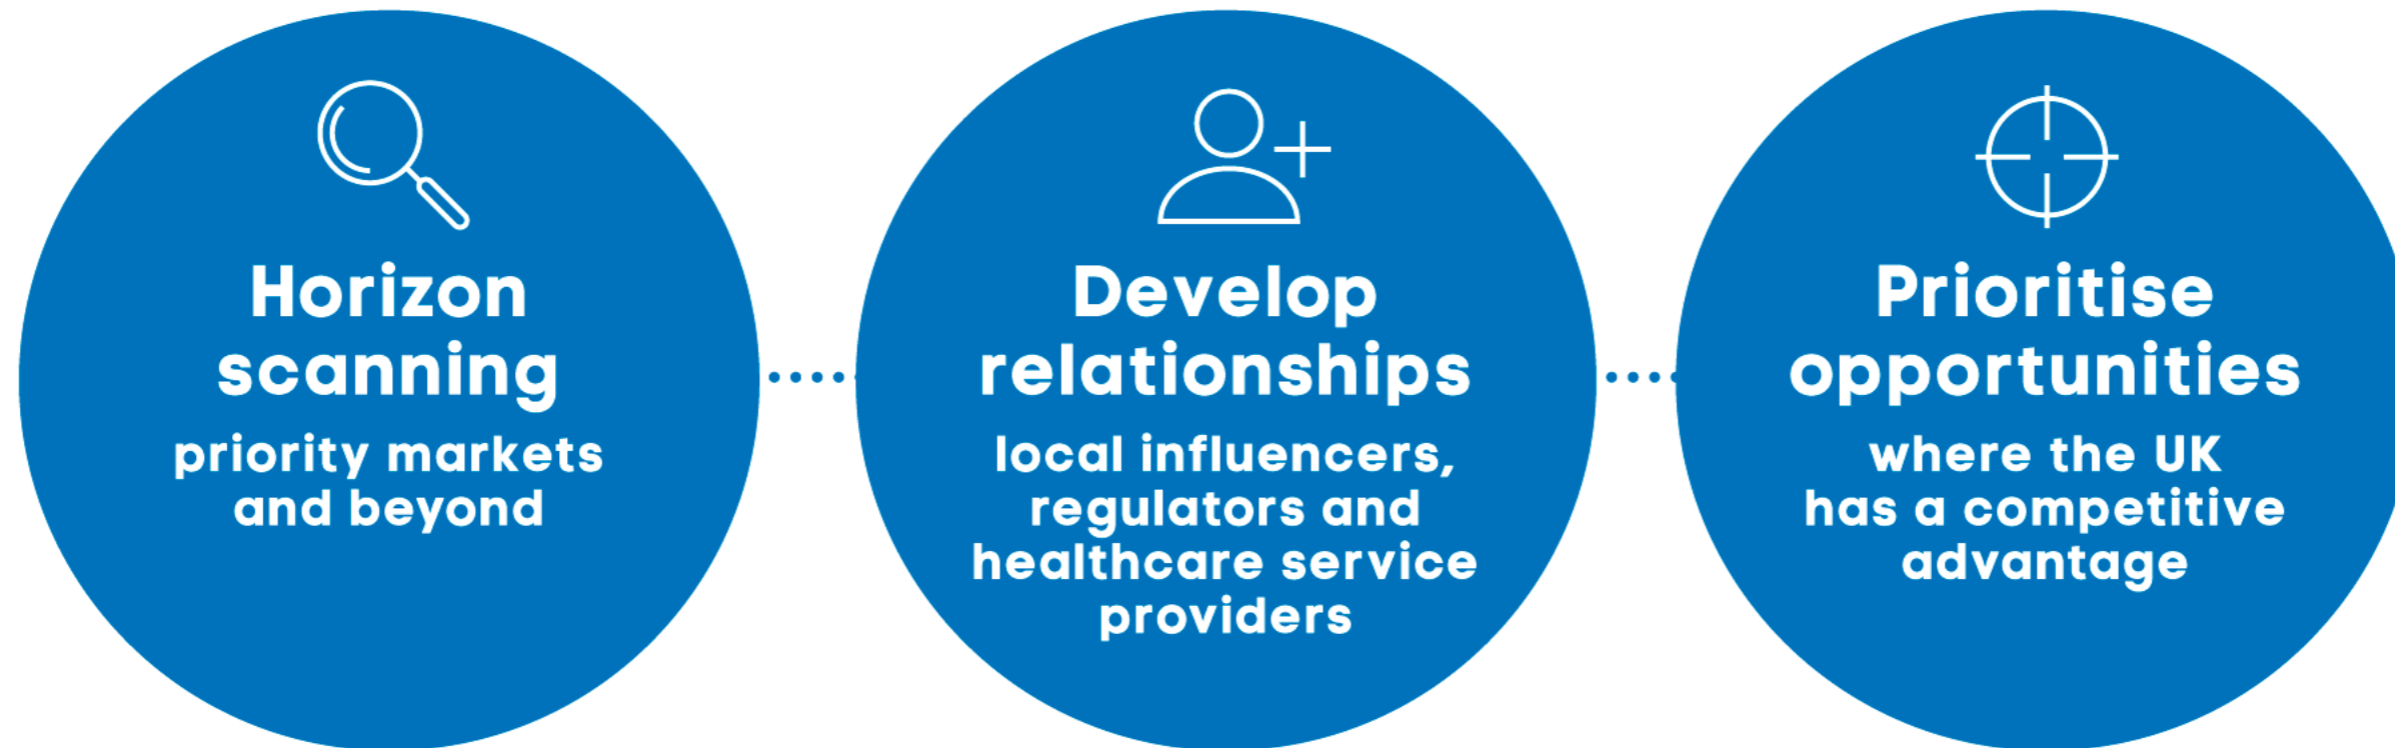 Horizon
scanning
priority markets
and beyond
Develop
relationships
local influencers,
regulators and
healthcare service
providers
Prioritise
opportunities
where the UK
has a competitive
advantage